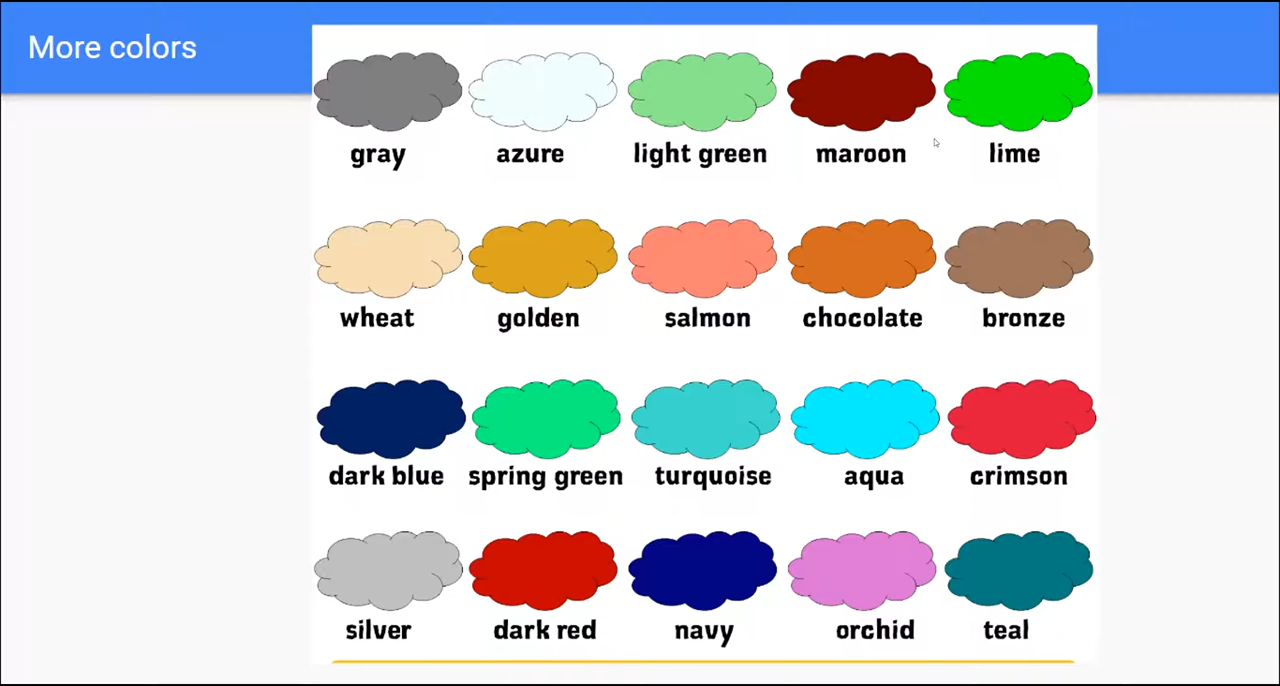 More colors
gray azure light green maroon lime
wheat golden salmon chocolate bronze
dark blue spring green turquoise aqua crimson
silver dark red navy orchid teal